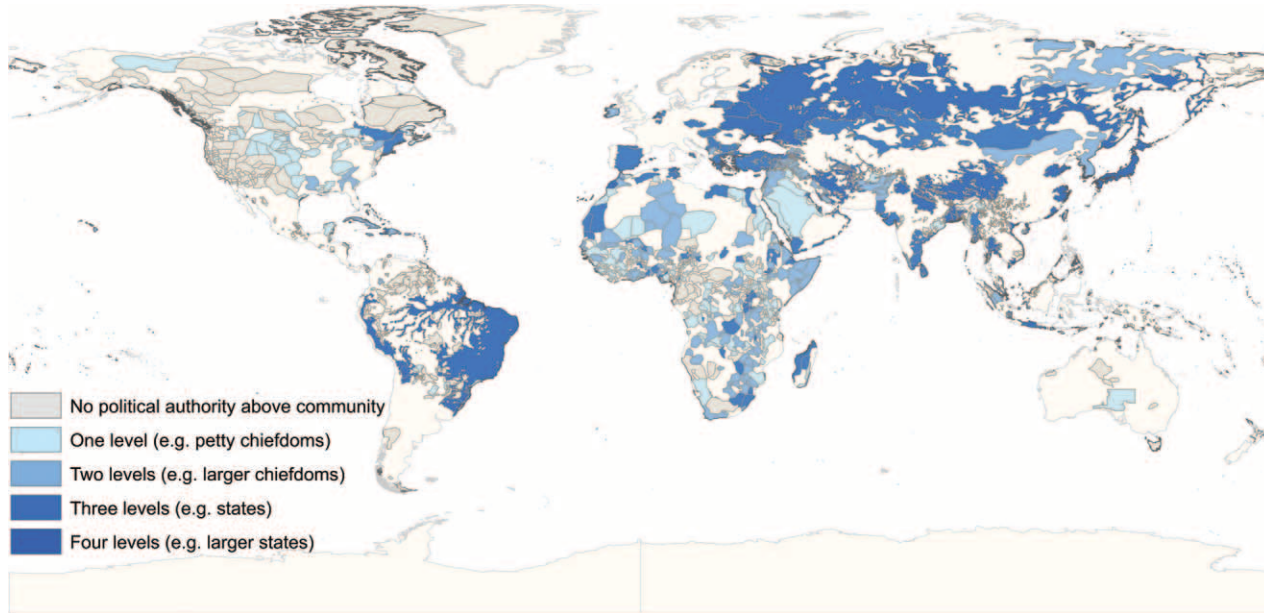 No political authority above community
One level (e.g. petty chiefdoms)
Two levels (e.g. larger chiefdoms)
Three levels (e.g. states)
Four levels (e.g. larger states)